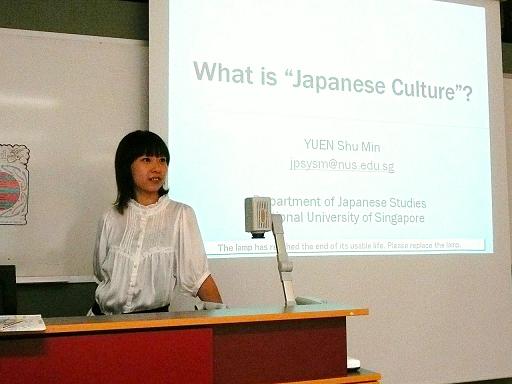 What is “Japanese Culture”?
YUEN Shu Min
jpsysm@nus.edu.sg
of Japanese Studies
University of Singapore
The lamp has the end of its usable life. Please replace the lamp.